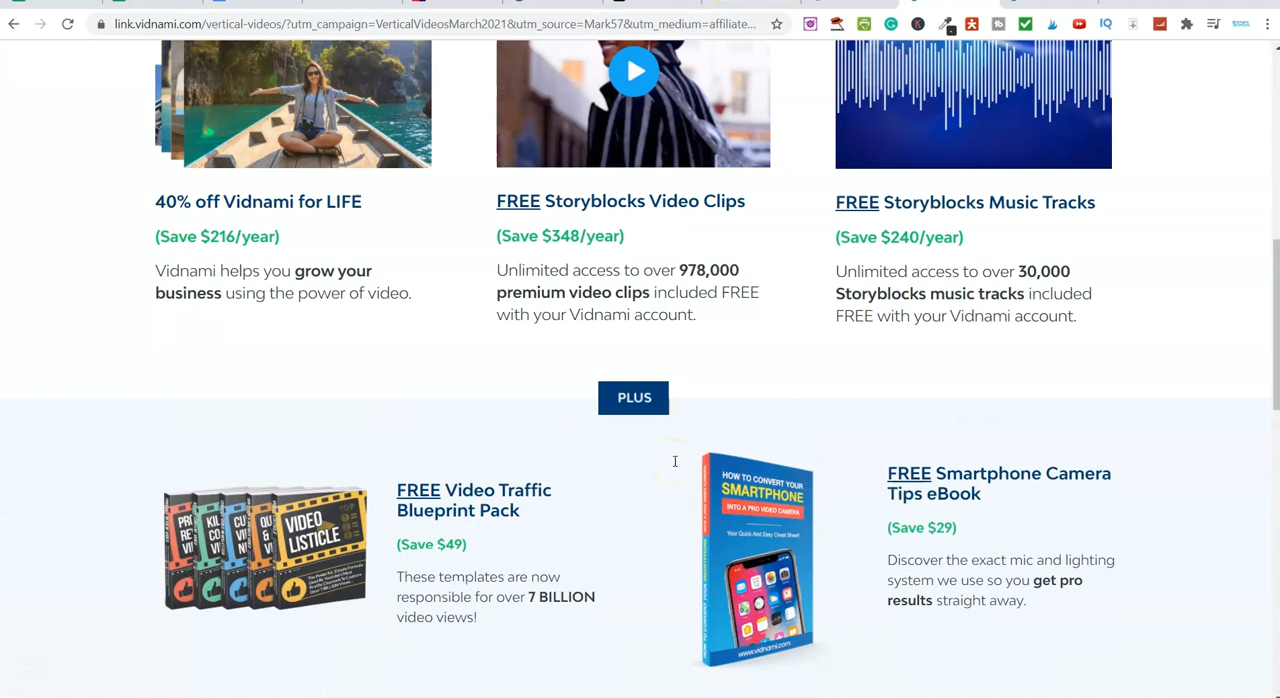 link.vidnami.com/vertical-videos/?utm_campaign=VerticalVideosMarch2021&utm_source=Mark57&utm_medium=affiliate...
40% off Vidnami for LIFE
(Save $216/year)
Vidnami helps you grow your
business using the power of video.
FREE Storyblocks Video Clips
(Save $348/year)
Unlimited access to over 978,000
premium video clips included FREE
with your Vidnami account.
FREE Storyblocks Music Tracks
(Save $240/year)
Unlimited access to over 30,000
Storyblocks music tracks included
FREE with your Vidnami account.
PLUS
VIDEO
LISTICLE
FREE Video Traffic
Blueprint Pack
(Save $49)
These templates are now
responsible for over 7 BILLION
video views!
HOW TO CONVERT YOUR
SMARTPHONE
INTO A PRO VIDEO CAMERA
Your Quick And Easy Cheat Sheet!
www.vidnami.com
FREE Smartphone Camera
Tips eBook
(Save $29)
Discover the exact mic and lighting
system we use so you get pro
results straight away.